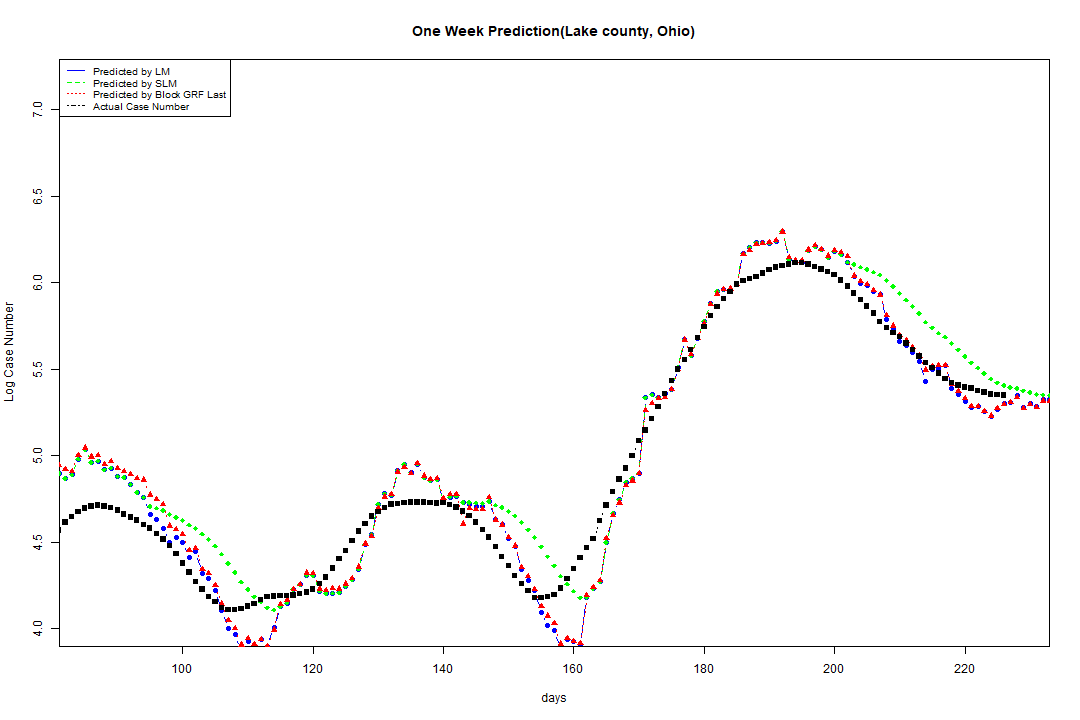 One Week Prediction(Lake county, Ohio)
Predicted by LM
Predicted by SLM
Predicted by Block GRF Last
Actual Case Number
7.0
6.5
6.0
5.5
5.0
4.5
4.0
Log Case Number
100 120 140 160 180 200 220
days